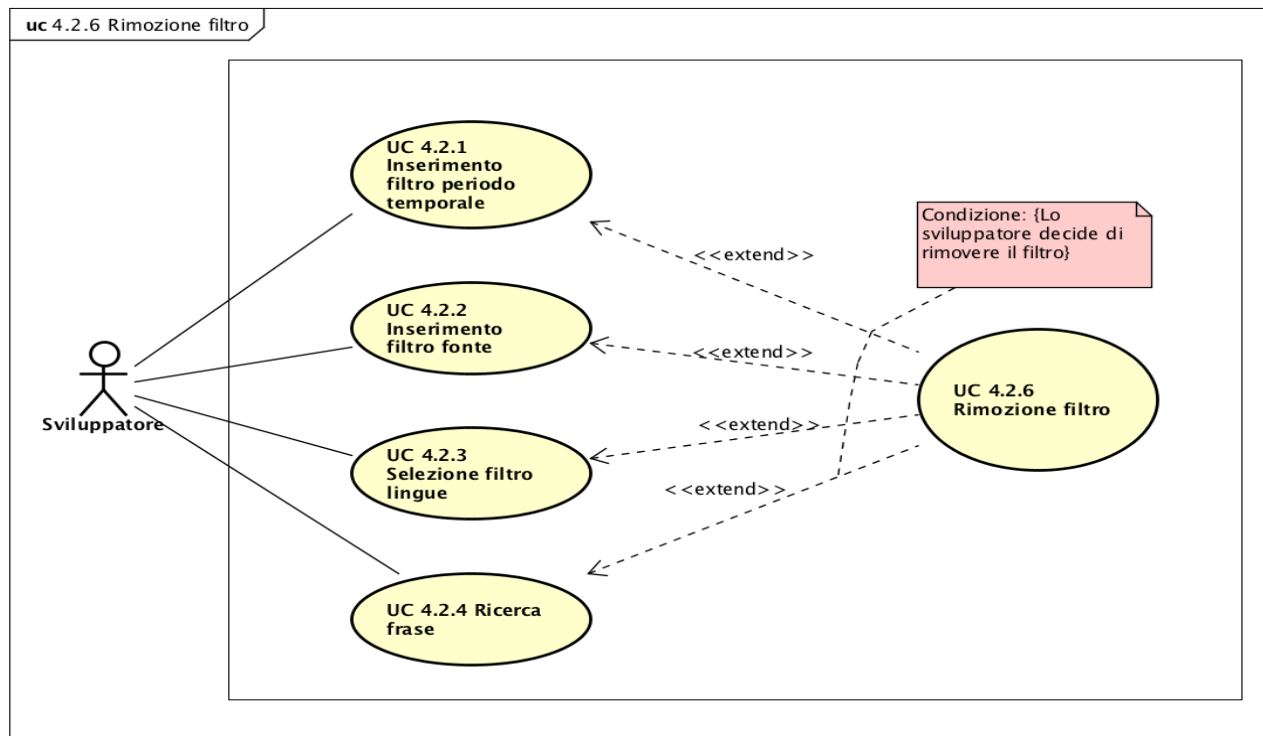 uc 4.2.6 Rimozione filtro
UC 4.2.1
Inserimento
filtro periodo
temporale
Condizione: {Lo
sviluppatore decide di
rimovere il filtro}
<<extend>>
UC 4.2.2
Inserimento
filtro fonte
<<extend>>
UC 4.2.6
Rimozione filtro
Sviluppatore
<<extend>>
UC 4.2.3
Selezione filtro
lingue
<<extend>>
UC 4.2.4 Ricerca
frase